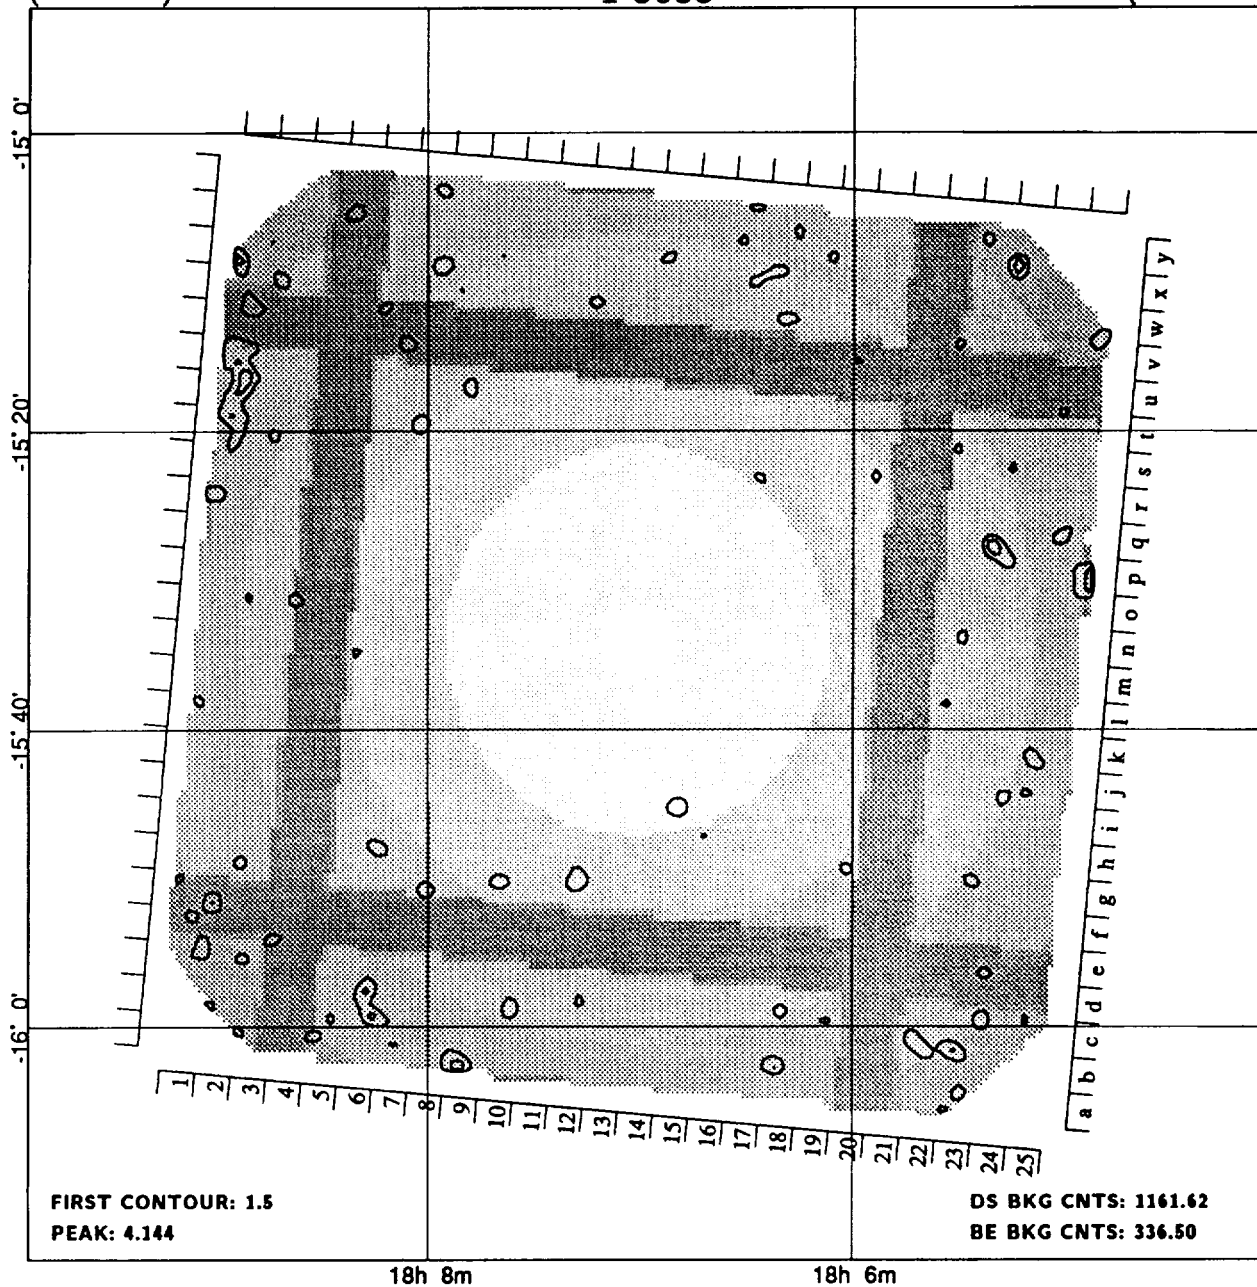 -15° 0'
-15° 20'
-15° 40'
-16° 0'
y
x
w
v
u
t
s
r
q
p
o
n
m
l
k
j
i
h
g
f
e
d
c
b
a
1 2 3 4 5 6 7 8 9 10 11 12 13 14 15 16 17 18 19 20 21 22 23 24 25
FIRST CONTOUR: 1.5
PEAK: 4.144
DS BKG CNTS: 1161.62
BE BKG CNTS: 336.50
18h 8m
18h 6m